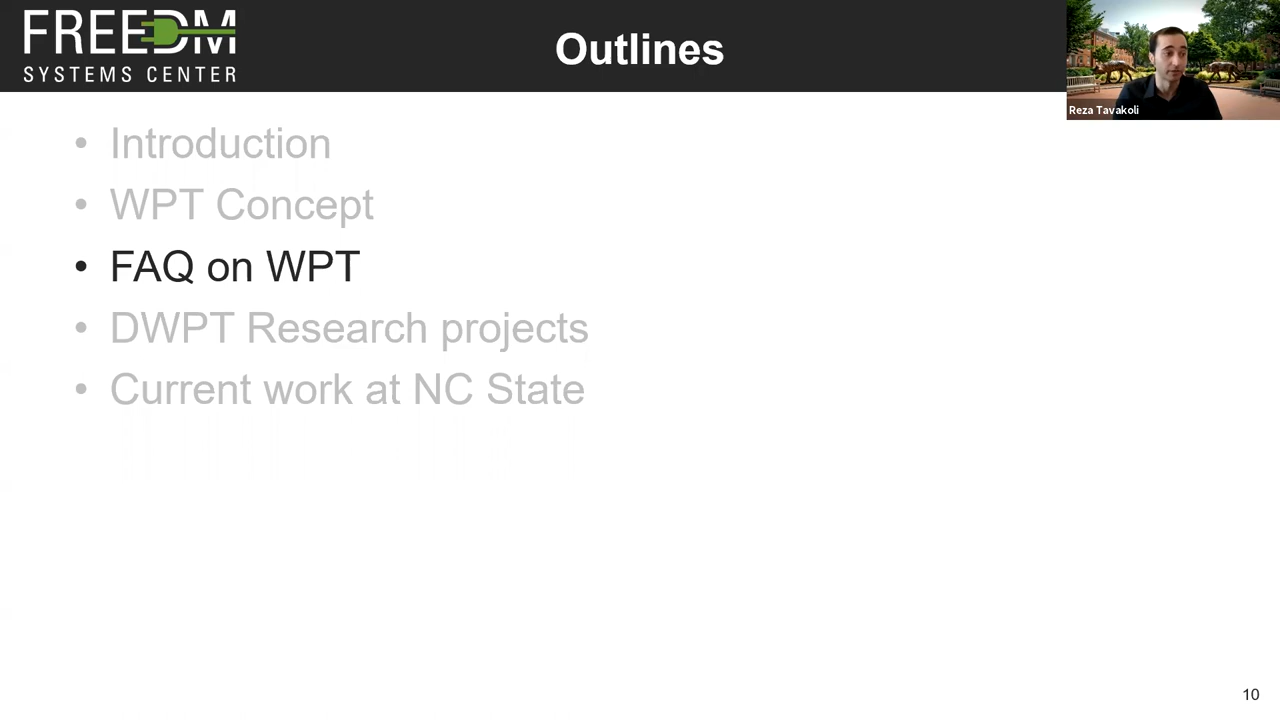 FREEDM
SYSTEMS CENTER
Outlines
Reza Tavakoli
• Introduction
• WPT Concept
• FAQ on WPT
• DWPT Research projects
• Current work at NC State
10